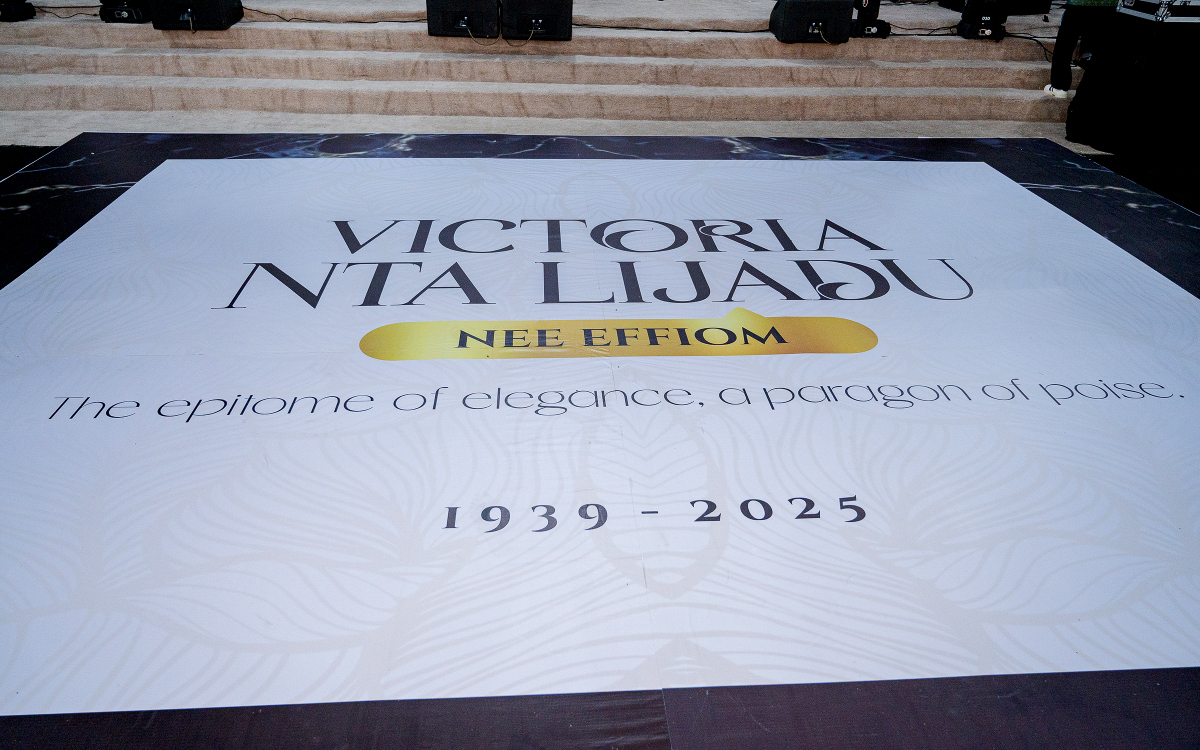 VICTORIA
NTA LIJADU
NEE EFFIOM
The epitome of elegance, a paragon of poise.
1939 - 2025